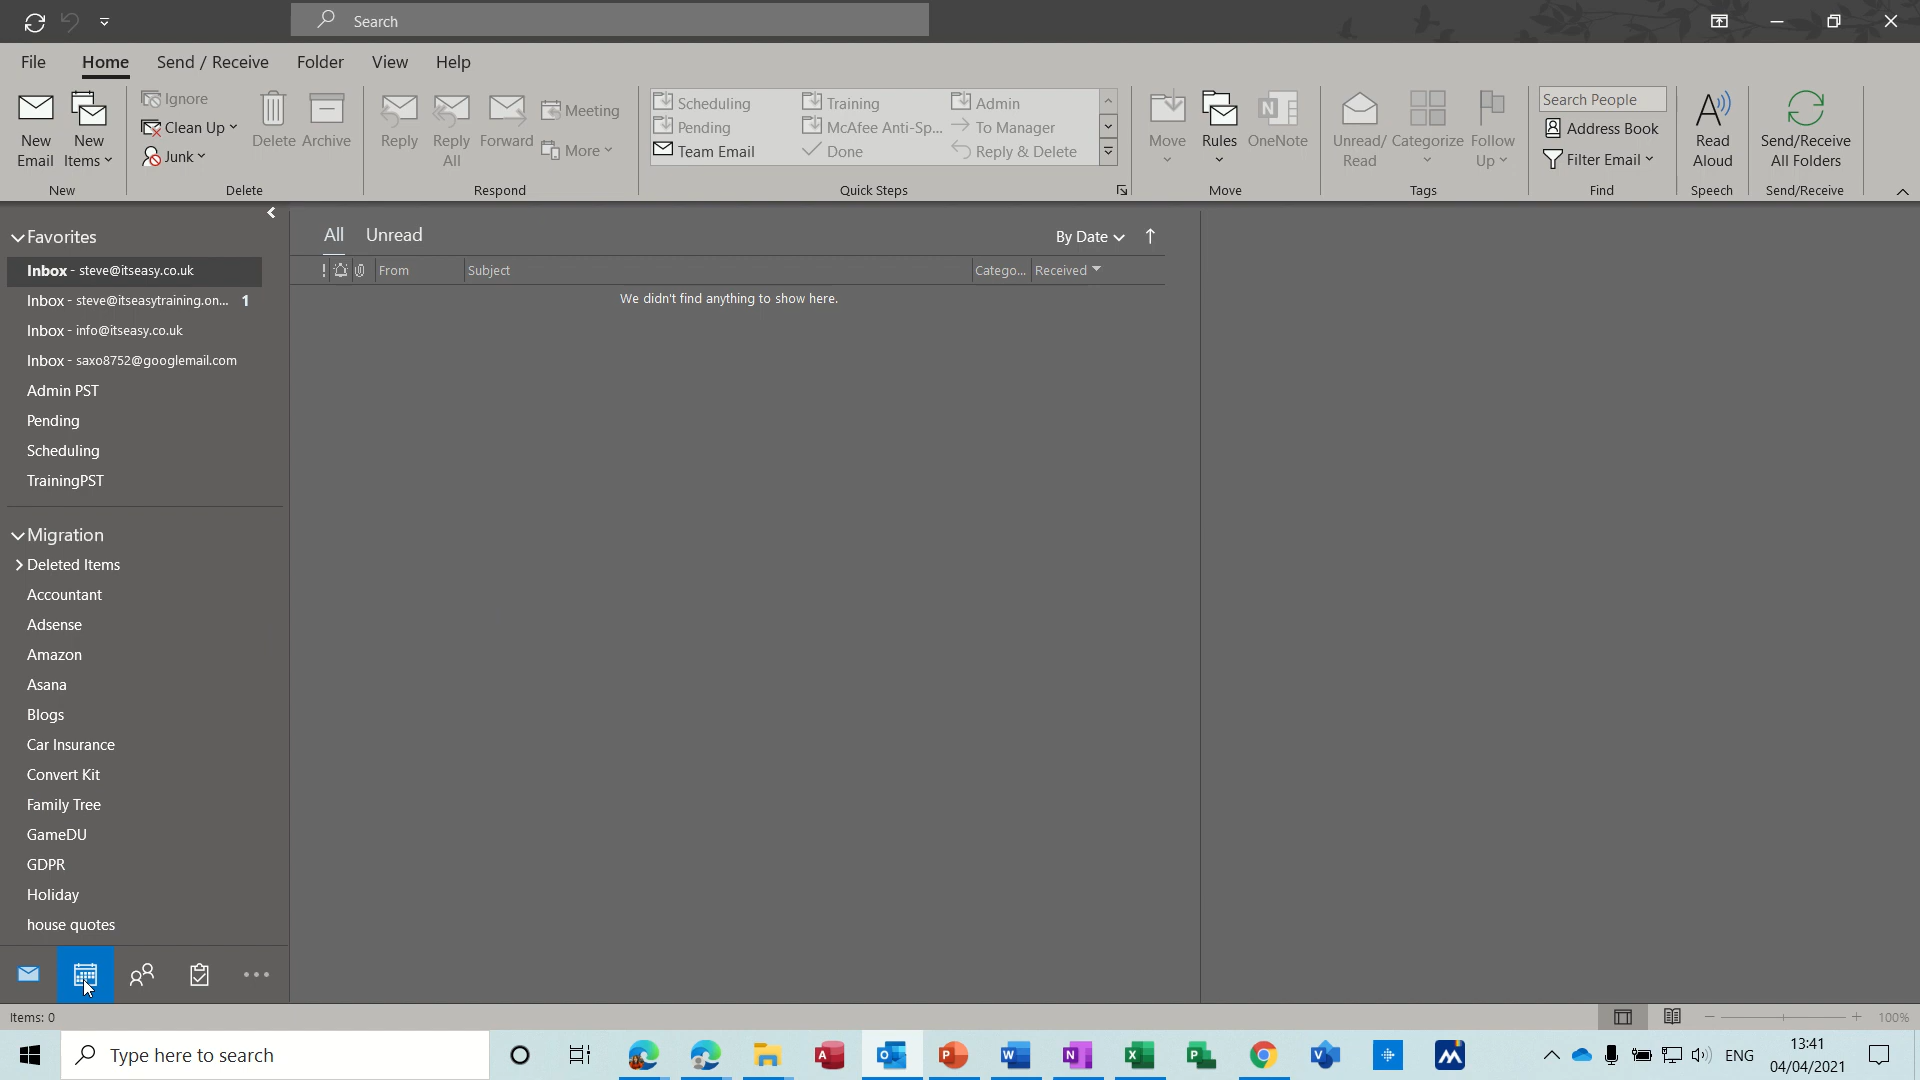 Search
File Home Send / Receive Folder View Help
New Email
New Items
Ignore
Clean Up
Junk
Delete
Archive
Reply
Reply All
Forward
Meeting
More
Scheduling Training Admin
Pending McAfee Anti-Sp... To Manager
Team Email Done Reply & Delete
Move
Rules
OneNote
Unread/ Read
Categorize
Follow Up
Search People
Address Book
Filter Email
Read Aloud
Send/Receive All Folders
New Delete Respond Quick Steps Move Tags Find Speech Send/Receive
Favorites
Inbox - steve@itseasy.co.uk
Inbox - steve@itseasytraining.on... 1
Inbox - info@itseasy.co.uk
Inbox - saxo8752@googlemail.com
Admin PST
Pending
Scheduling
TrainingPST
Migration
Deleted Items
Accountant
Adsense
Amazon
Asana
Blogs
Car Insurance
Convert Kit
Family Tree
GameDU
GDPR
Holiday
house quotes
All Unread By Date
! From Subject Catego... Received
We didn't find anything to show here.
Items: 0 100%
Type here to search
ENG
13:41
04/04/2021